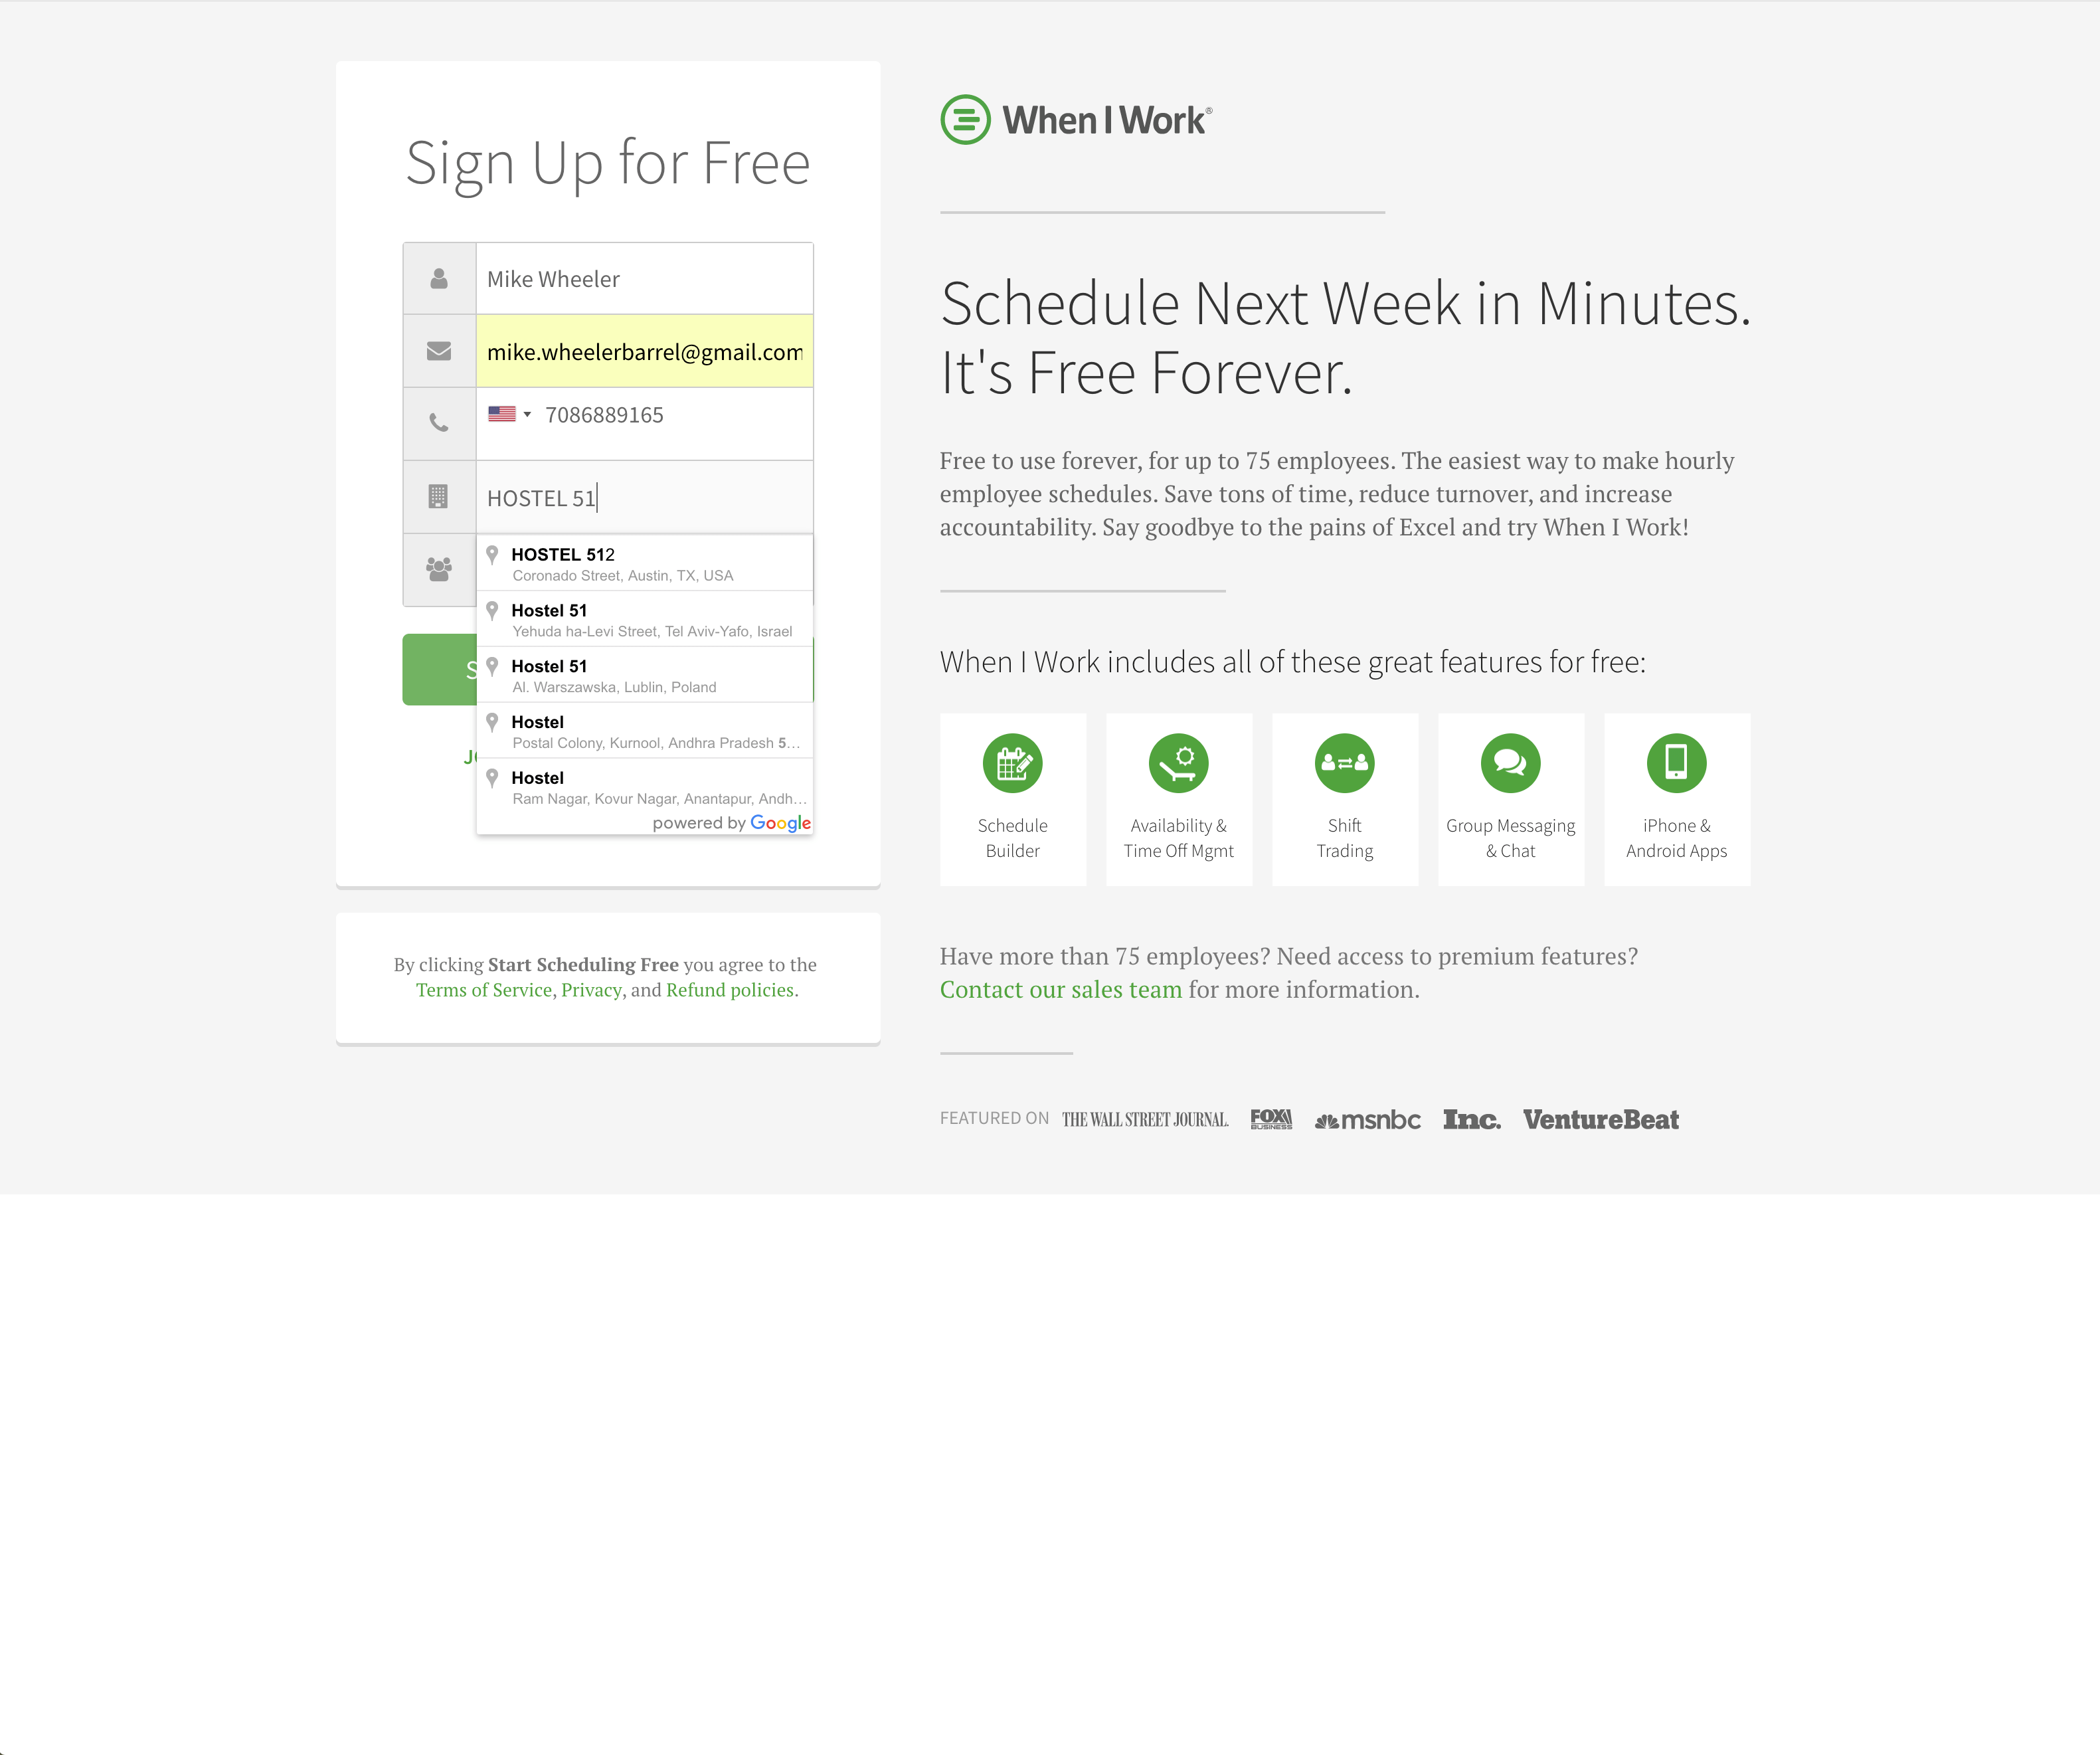 Sign Up for Free
Mike Wheeler
mike.wheelerbarrel@gmail.com
7086889165
HOSTEL 51
HOSTEL 512
Coronado Street, Austin, TX, USA
Hostel 51
Yehuda ha-Levi Street, Tel Aviv-Yafo, Israel
Hostel 51
Al. Warszawska, Lublin, Poland
Hostel
Postal Colony, Kurnool, Andhra Pradesh 5...
Hostel
Ram Nagar, Kovur Nagar, Anantapur, Andh...
powered by Google
By clicking Start Scheduling Free you agree to the
Terms of Service, Privacy, and Refund policies.
When I Work®
Schedule Next Week in Minutes.
It's Free Forever.
Free to use forever, for up to 75 employees. The easiest way to make hourly
employee schedules. Save tons of time, reduce turnover, and increase
accountability. Say goodbye to the pains of Excel and try When I Work!
When I Work includes all of these great features for free:
Schedule
Builder
Availability &
Time Off Mgmt
Shift
Trading
Group Messaging
& Chat
iPhone &
Android Apps
Have more than 75 employees? Need access to premium features?
Contact our sales team for more information.
FEATURED ON THE WALL STREET JOURNAL. FOX BUSINESS msnbc Inc. VentureBeat